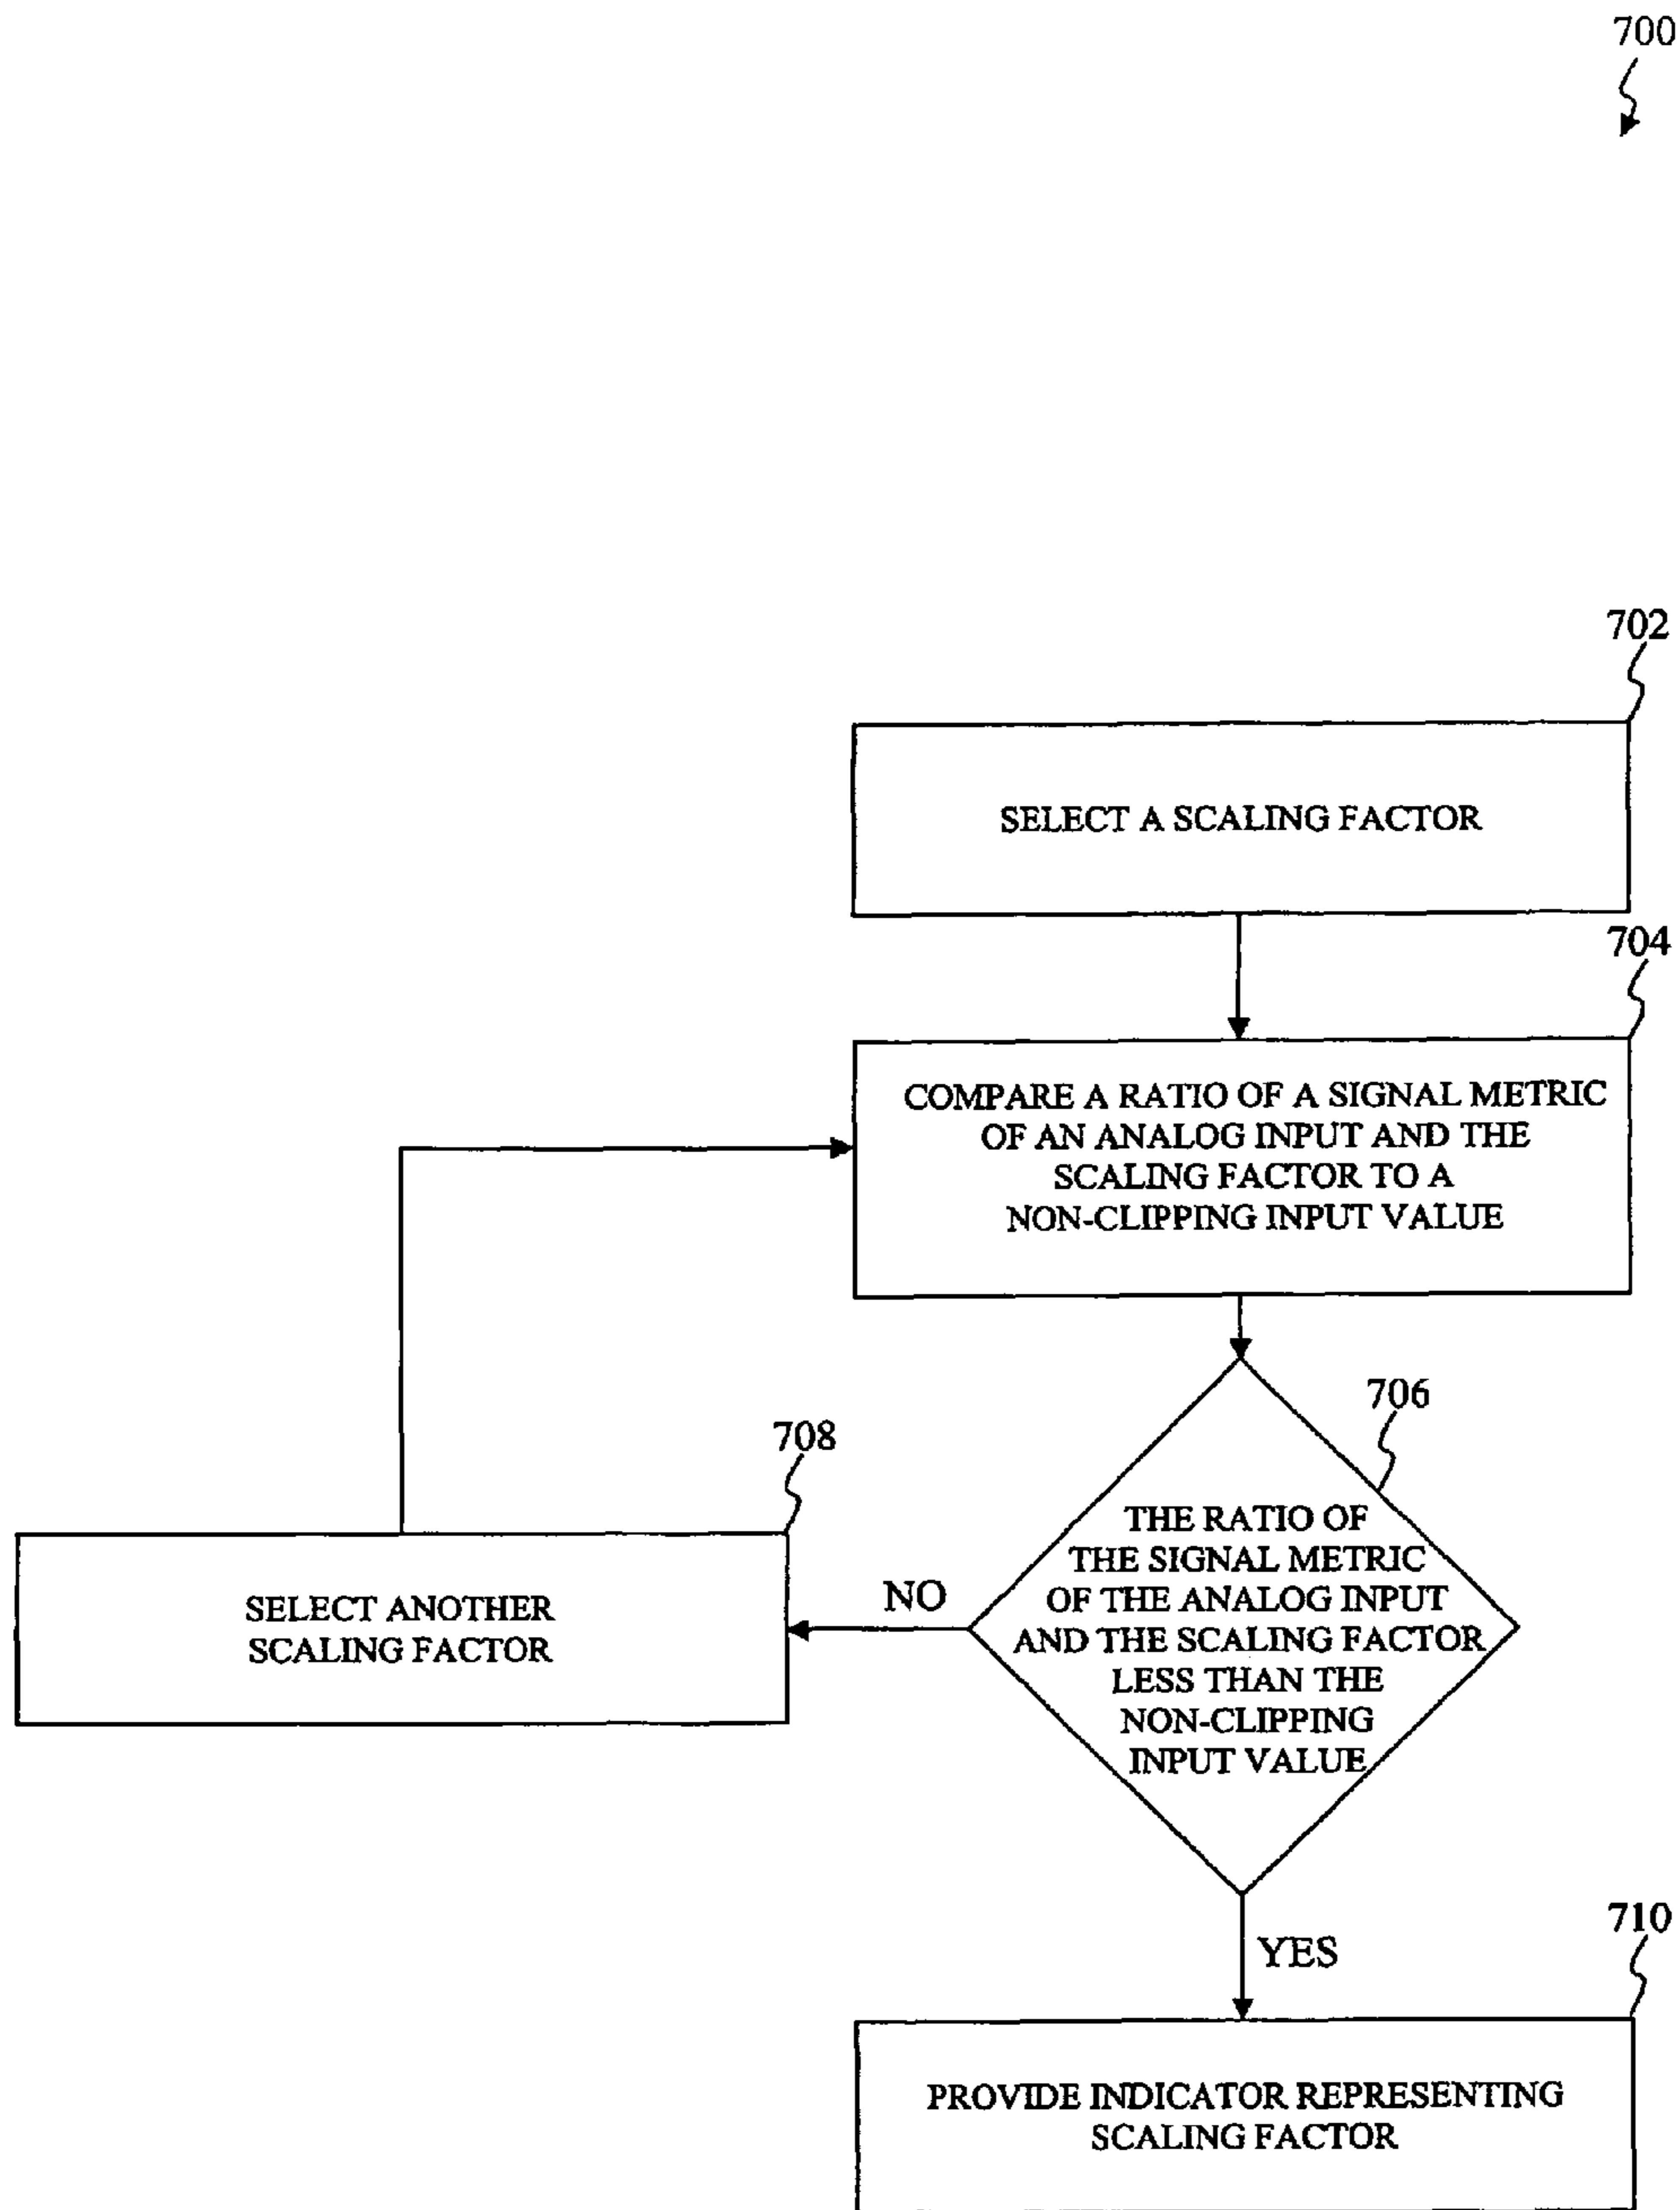 700
702
SELECT A SCALING FACTOR
704
COMPARE A RATIO OF A SIGNAL METRIC
OF AN ANALOG INPUT AND THE
SCALING FACTOR TO A
NON-CLIPPING INPUT VALUE
706
THE RATIO OF
THE SIGNAL METRIC
OF THE ANALOG INPUT
AND THE SCALING FACTOR
LESS THAN THE
NON-CLIPPING
INPUT VALUE
NO
708
SELECT ANOTHER
SCALING FACTOR
YES
710
PROVIDE INDICATOR REPRESENTING
SCALING FACTOR